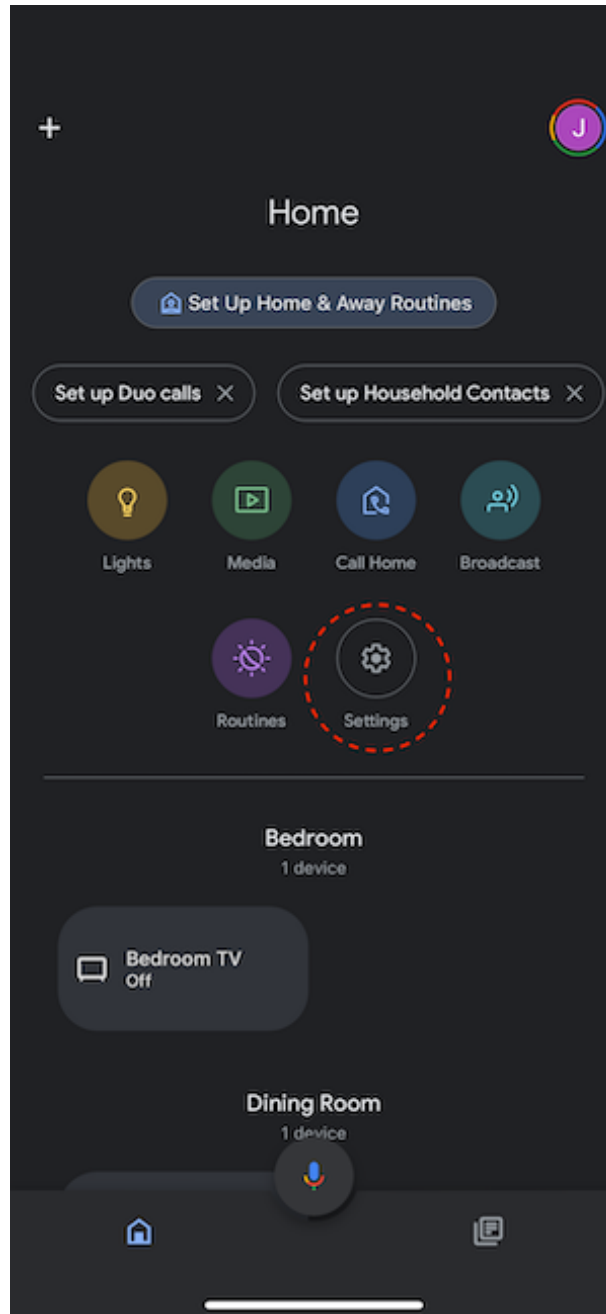 +
J
Home
Set Up Home & Away Routines
Set up Duo calls ×
Set up Household Contacts ×
Lights
Media
Call Home
Broadcast
Routines
Settings
Bedroom
1 device
Bedroom TV
Off
Dining Room
1 device